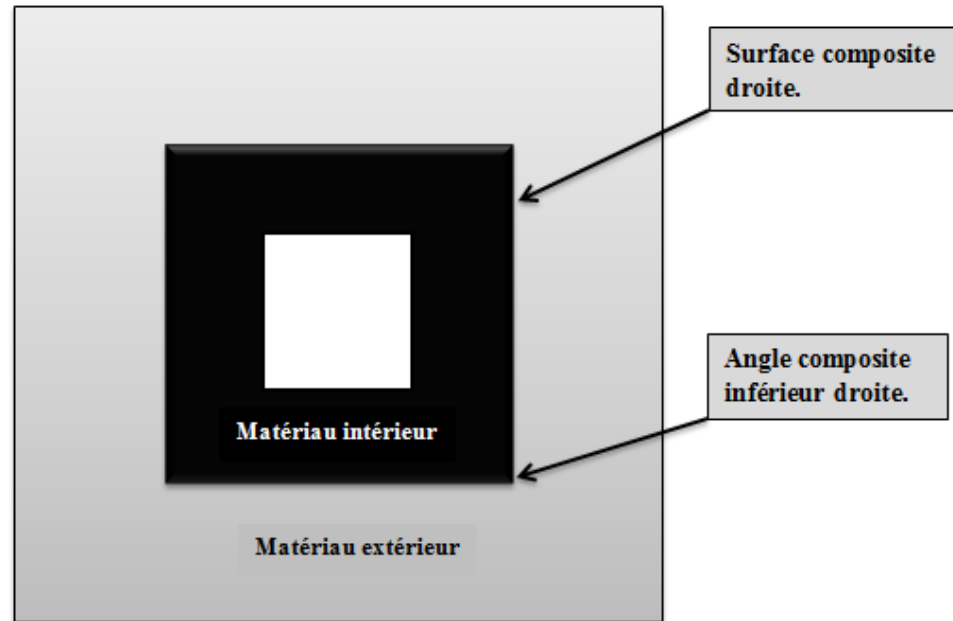 Surface composite
droite.
Angle composite
inférieur droite.
Matériau intérieur
Matériau extérieur